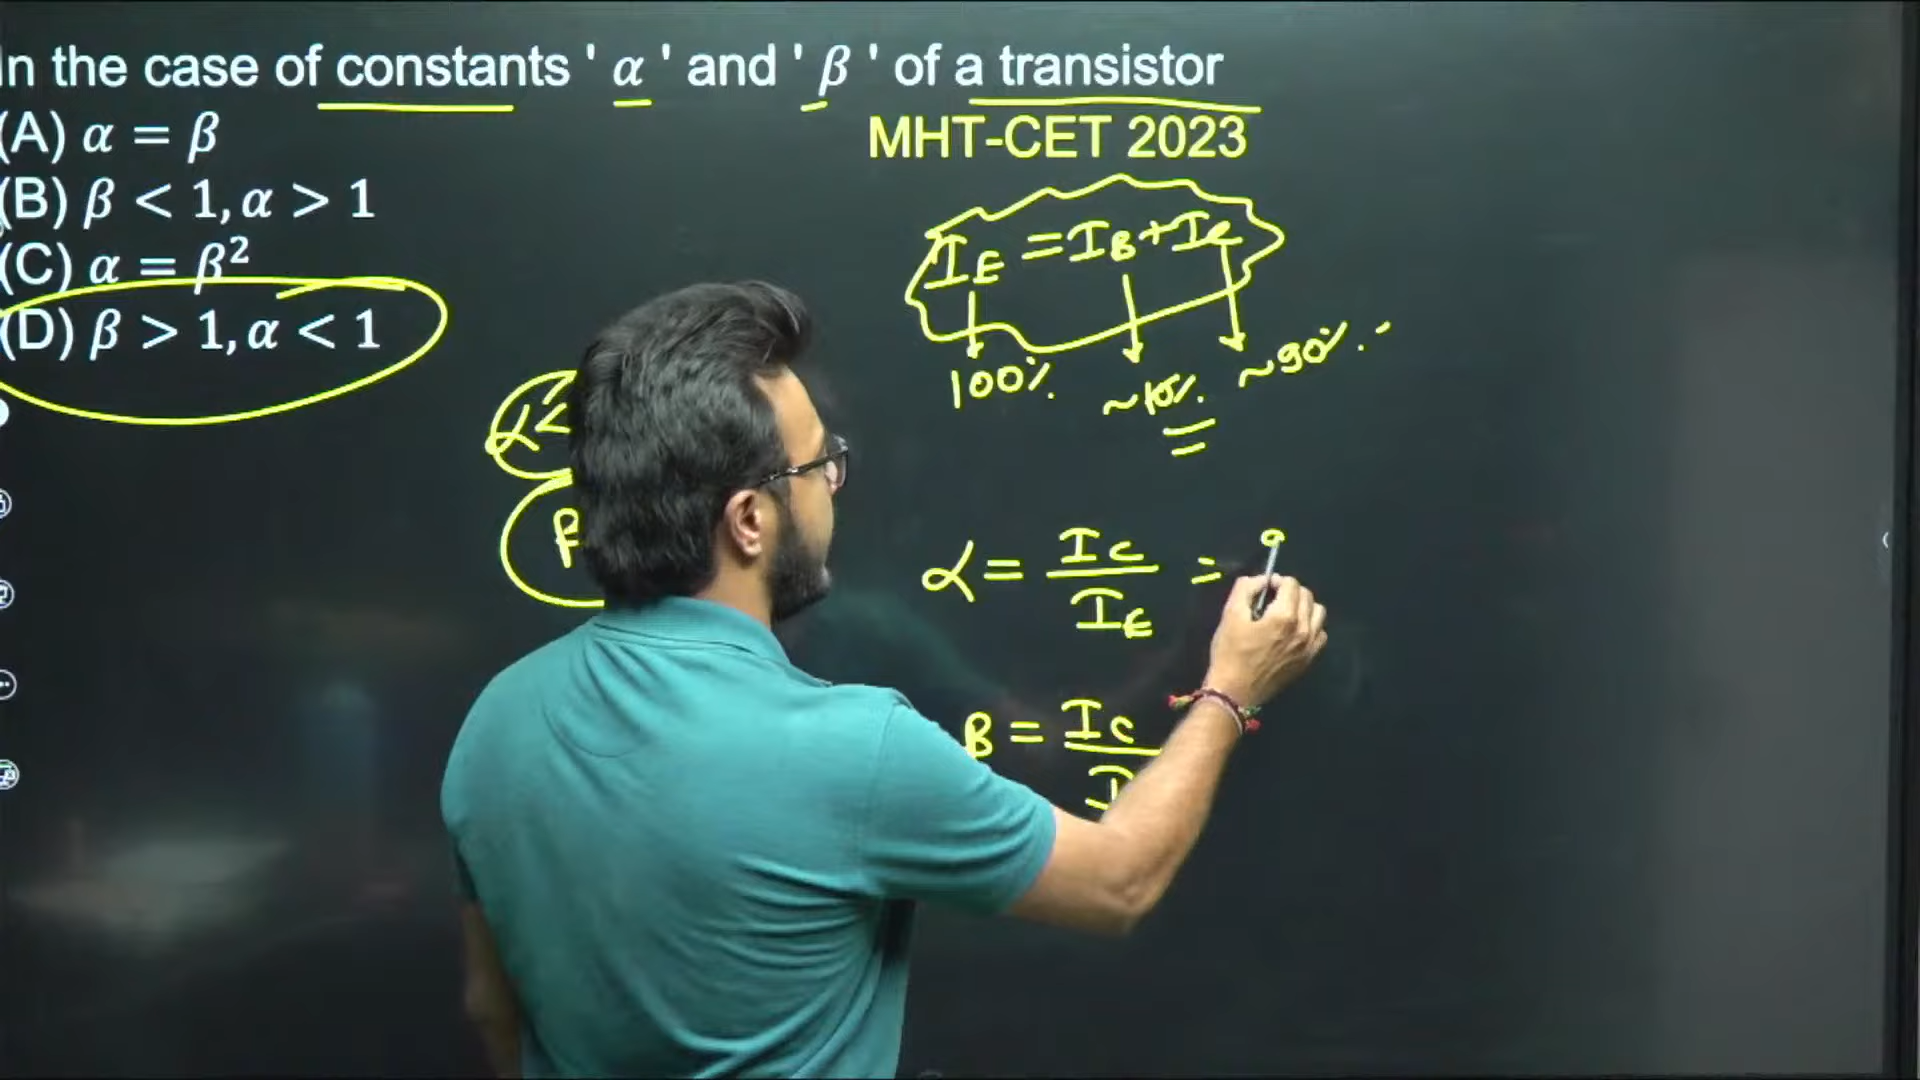 In the case of constants ' α ' and ' β ' of a transistor
(A) α = β
MHT-CET 2023
(B) β < 1, α > 1
(C) α = β²
(D) β > 1, α < 1
I_E = I_B + I_C
100%.
~10%.
~90%.
α <
α = I_C / I_E =
β = I_C